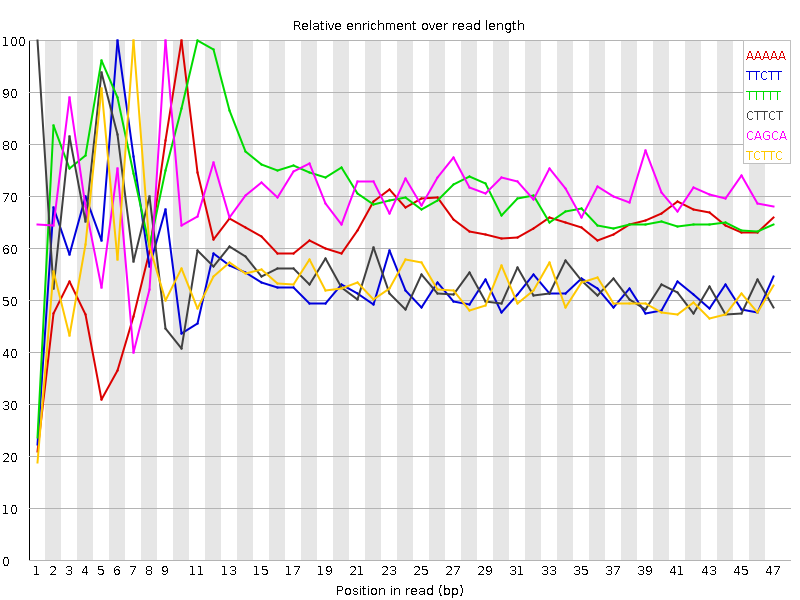 Relative enrichment over read length
100
90
80
70
60
50
40
30
20
10
0
AAAAA
TTCTT
TTTTT
CTTCT
CAGCA
TCTTC
1 2 3 4 5 6 7 8 9 11 13 15 17 19 21 23 25 27 29 31 33 35 37 39 41 43 45 47
Position in read (bp)